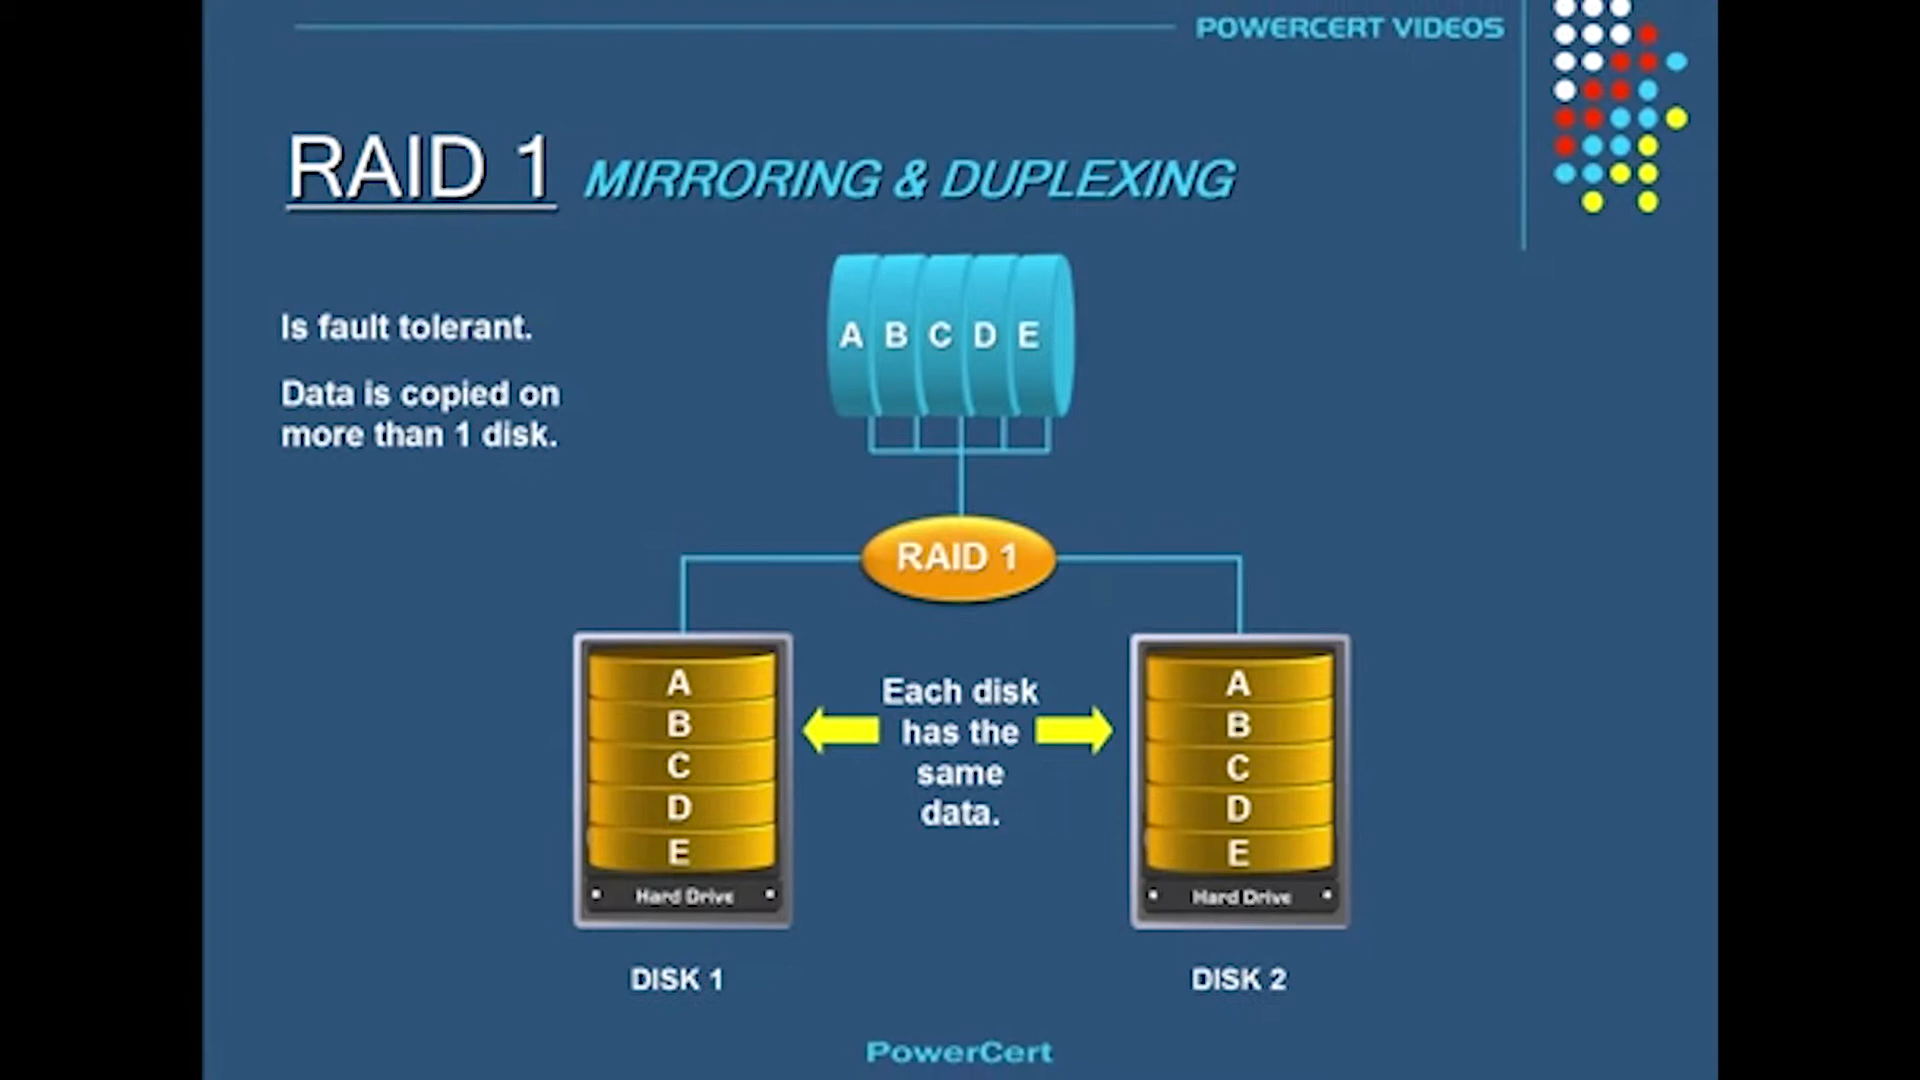 POWERCERT VIDEOS
RAID 1 MIRRORING & DUPLEXING
Is fault tolerant.
Data is copied on
more than 1 disk.
A B C D E
RAID 1
A
B
C
D
E
Hard Drive
DISK 1
Each disk
has the
same
data.
A
B
C
D
E
Hard Drive
DISK 2
PowerCert